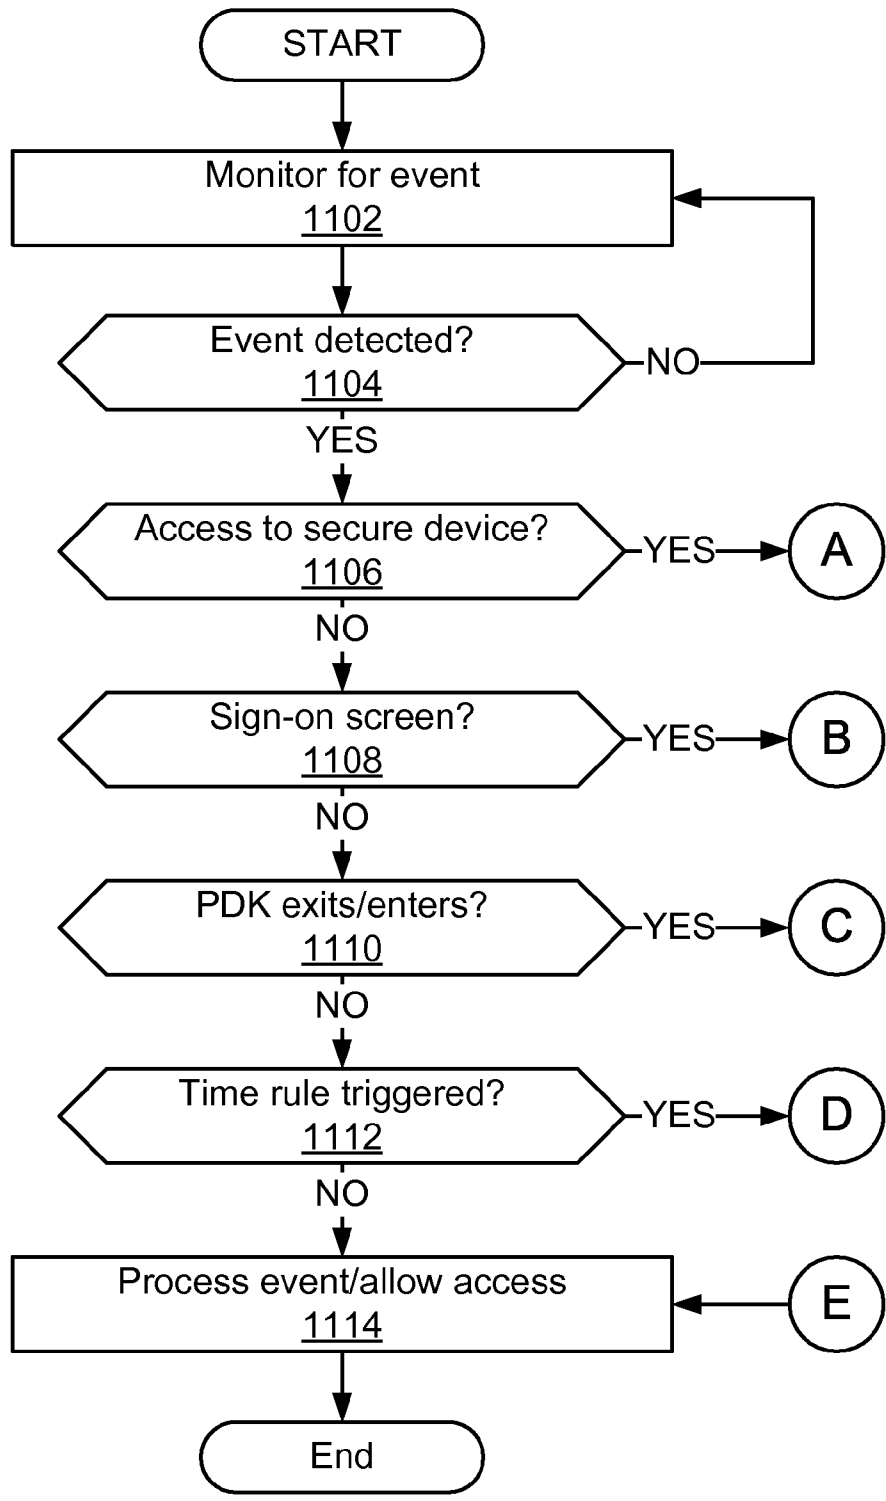 START
Monitor for event
1102
Event detected?
1104
NO
YES
Access to secure device?
1106
YES
A
NO
Sign-on screen?
1108
YES
B
NO
PDK exits/enters?
1110
YES
C
NO
Time rule triggered?
1112
YES
D
NO
Process event/allow access
1114
E
End